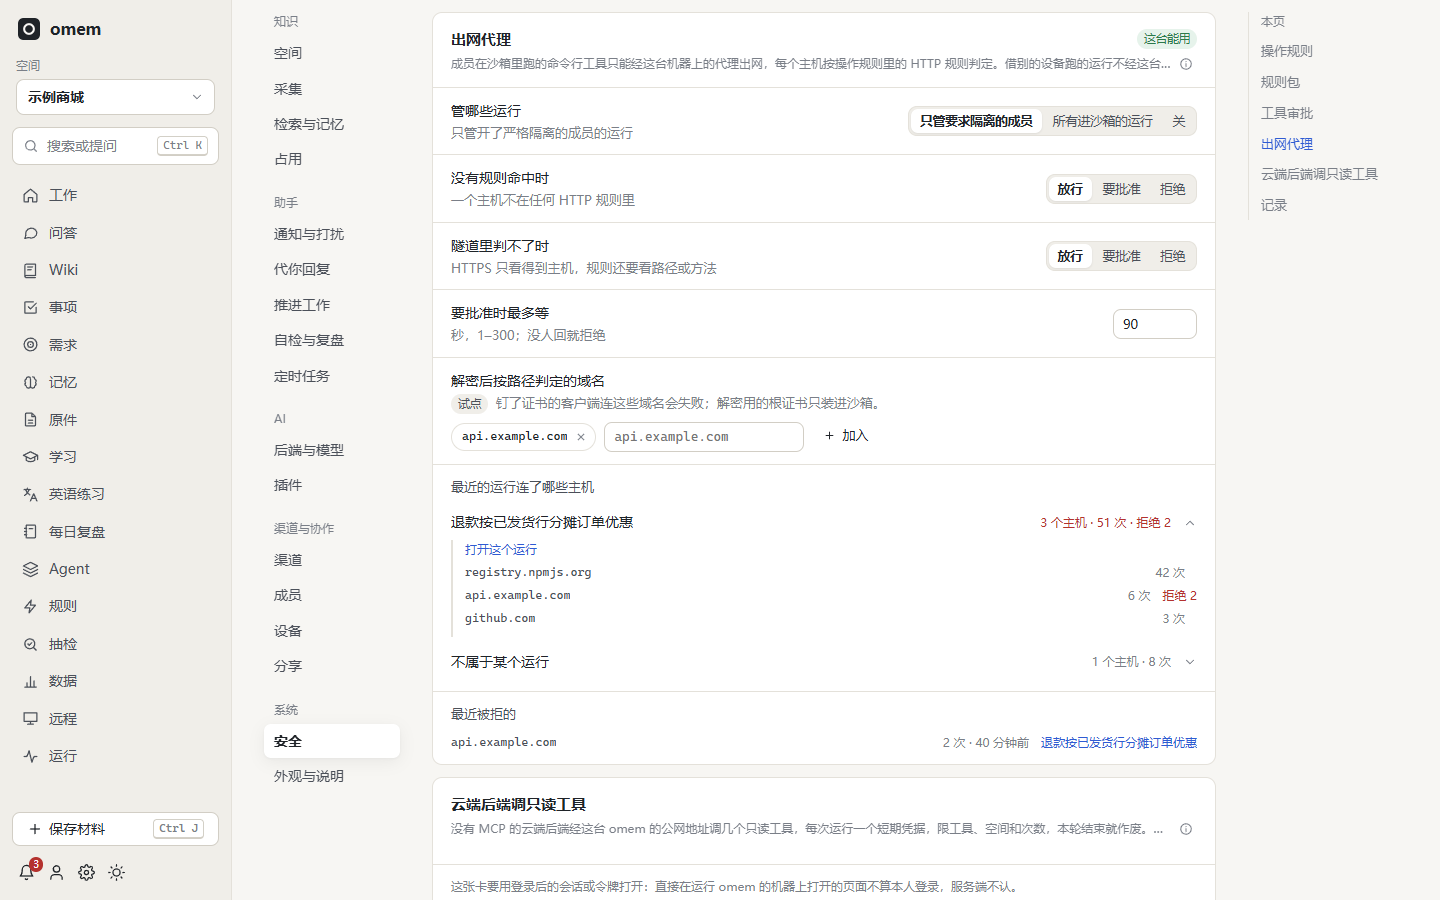 omem
空间
示例商城
搜索或提问 Ctrl K
工作
问答
Wiki
事项
需求
记忆
原件
学习
英语练习
每日复盘
Agent
规则
抽检
数据
远程
运行
保存材料 Ctrl J
3
知识
空间
采集
检索与记忆
占用
助手
通知与打扰
代你回复
推进工作
自检与复盘
定时任务
AI
后端与模型
插件
渠道与协作
渠道
成员
设备
分享
系统
安全
外观与说明
出网代理 这台能用
成员在沙箱里跑的命令行工具只能经这台机器上的代理出网，每个主机按操作规则里的 HTTP 规则判定。借别的设备跑的运行不经这台...
管哪些运行
只管开了严格隔离的成员的运行
只管要求隔离的成员 所有进沙箱的运行 关
没有规则命中时
一个主机不在任何 HTTP 规则里
放行 要批准 拒绝
隧道里判不了时
HTTPS 只看得到主机，规则还要看路径或方法
放行 要批准 拒绝
要批准时最多等
秒，1–300；没人回就拒绝
90
解密后按路径判定的域名
试点 钉了证书的客户端连这些域名会失败；解密用的根证书只装进沙箱。
api.example.com × api.example.com + 加入
最近的运行连了哪些主机
退款按已发货行分摊订单优惠 3 个主机 · 51 次 · 拒绝 2
打开这个运行
registry.npmjs.org 42 次
api.example.com 6 次 拒绝 2
github.com 3 次
不属于某个运行 1 个主机 · 8 次
最近被拒的
api.example.com 2 次 · 40 分钟前 退款按已发货行分摊订单优惠
云端后端调只读工具
没有 MCP 的云端后端经这台 omem 的公网地址调几个只读工具，每次运行一个短期凭据，限工具、空间和次数，本轮结束就作废。...
这张卡要用登录后的会话或令牌打开：直接在运行 omem 的机器上打开的页面不算本人登录，服务端不认。
本页
操作规则
规则包
工具审批
出网代理
云端后端调只读工具
记录